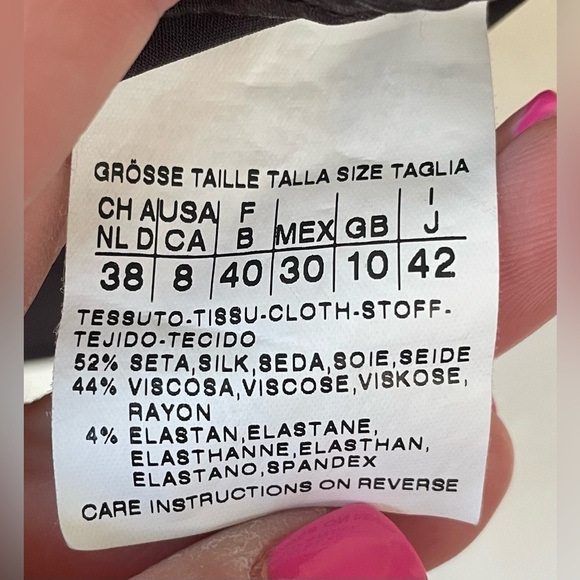 GRÖSSE TAILLE TALLA SIZE TAGLIA
CH A USA F MEX GB I
NL D CA B J
38 8 40 30 10 42
TESSUTO-TISSU-CLOTH-STOFF-
TEJIDO-TECIDO
52% SETA,SILK,SEDA,SOIE,SEIDE
44% VISCOSA,VISCOSE,VISKOSE,
RAYON
4% ELASTAN,ELASTANE,
ELASTHANNE,ELASTHAN,
ELASTANO,SPANDEX
CARE INSTRUCTIONS ON REVERSE